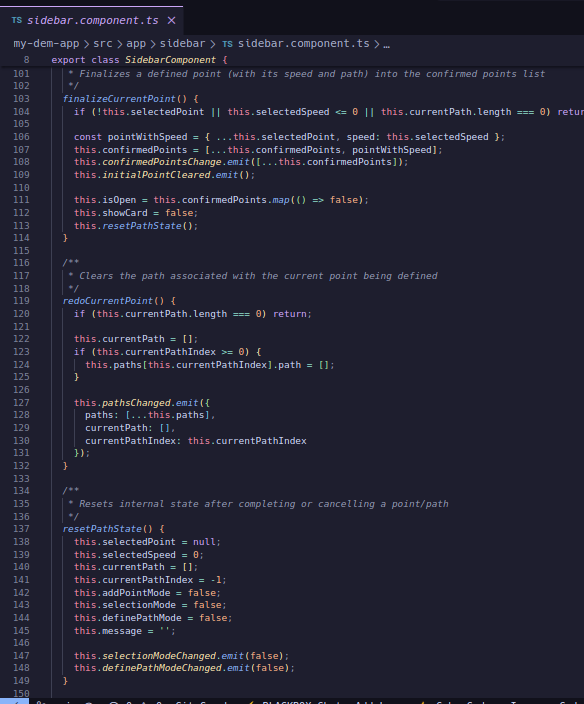 TS sidebar.component.ts ×
my-dem-app > src > app > sidebar > TS sidebar.component.ts > ...
8 export class SidebarComponent {
101 * Finalizes a defined point (with its speed and path) into the confirmed points list
102 */
103 finalizeCurrentPoint() {
104 if (!this.selectedPoint || this.selectedSpeed <= 0 || this.currentPath.length === 0) retur
105
106 const pointWithSpeed = { ...this.selectedPoint, speed: this.selectedSpeed };
107 this.confirmedPoints = [...this.confirmedPoints, pointWithSpeed];
108 this.confirmedPointsChange.emit([...this.confirmedPoints]);
109 this.initialPointCleared.emit();
110
111 this.isOpen = this.confirmedPoints.map(() => false);
112 this.showCard = false;
113 this.resetPathState();
114 }
115
116 /**
117 * Clears the path associated with the current point being defined
118 */
119 redoCurrentPoint() {
120 if (this.currentPath.length === 0) return;
121
122 this.currentPath = [];
123 if (this.currentPathIndex >= 0) {
124 this.paths[this.currentPathIndex].path = [];
125 }
126
127 this.pathsChanged.emit({
128 paths: [...this.paths],
129 currentPath: [],
130 currentPathIndex: this.currentPathIndex
131 });
132 }
133
134 /**
135 * Resets internal state after completing or cancelling a point/path
136 */
137 resetPathState() {
138 this.selectedPoint = null;
139 this.selectedSpeed = 0;
140 this.currentPath = [];
141 this.currentPathIndex = -1;
142 this.addPointMode = false;
143 this.selectionMode = false;
144 this.definePathMode = false;
145 this.message = '';
146
147 this.selectionModeChanged.emit(false);
148 this.definePathModeChanged.emit(false);
149 }
150